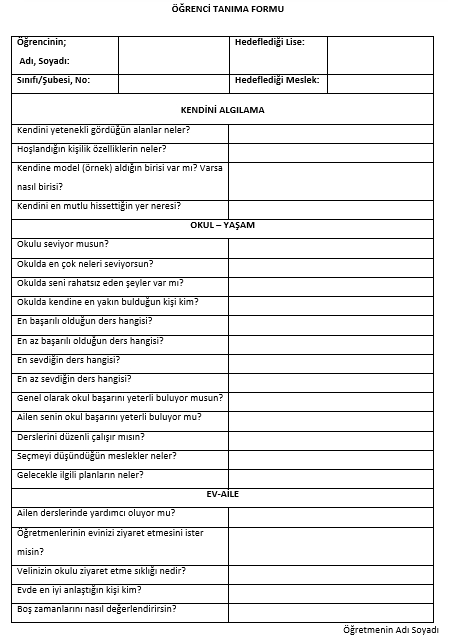 ÖĞRENCİ TANIMA FORMU
Öğrencinin;
Adı, Soyadı:
Hedeflediği Lise:
Sınıfı/Şubesi, No:
Hedeflediği Meslek:
KENDİNİ ALGILAMA
Kendini yetenekli gördüğün alanlar neler?
Hoşlandığın kişilik özelliklerin neler?
Kendine model (örnek) aldığın birisi var mı? Varsa
nasıl birisi?
Kendini en mutlu hissettiğin yer neresi?
OKUL – YAŞAM
Okulu seviyor musun?
Okulda en çok neleri seviyorsun?
Okulda seni rahatsız eden şeyler var mı?
Okulda kendine en yakın bulduğun kişi kim?
En başarılı olduğun ders hangisi?
En az başarılı olduğun ders hangisi?
En sevdiğin ders hangisi?
En az sevdiğin ders hangisi?
Genel olarak okul başarını yeterli buluyor musun?
Ailen senin okul başarını yeterli buluyor mu?
Derslerini düzenli çalışır mısın?
Seçmeyi düşündüğün meslekler neler?
Gelecekle ilgili planların neler?
EV-AİLE
Ailen derslerinde yardımcı oluyor mu?
Öğretmenlerinin evinizi ziyaret etmesini ister
misin?
Velinizin okulu ziyaret etme sıklığı nedir?
Evde en iyi anlaştığın kişi kim?
Boş zamanlarını nasıl değerlendirirsin?
Öğretmenin Adı Soyadı